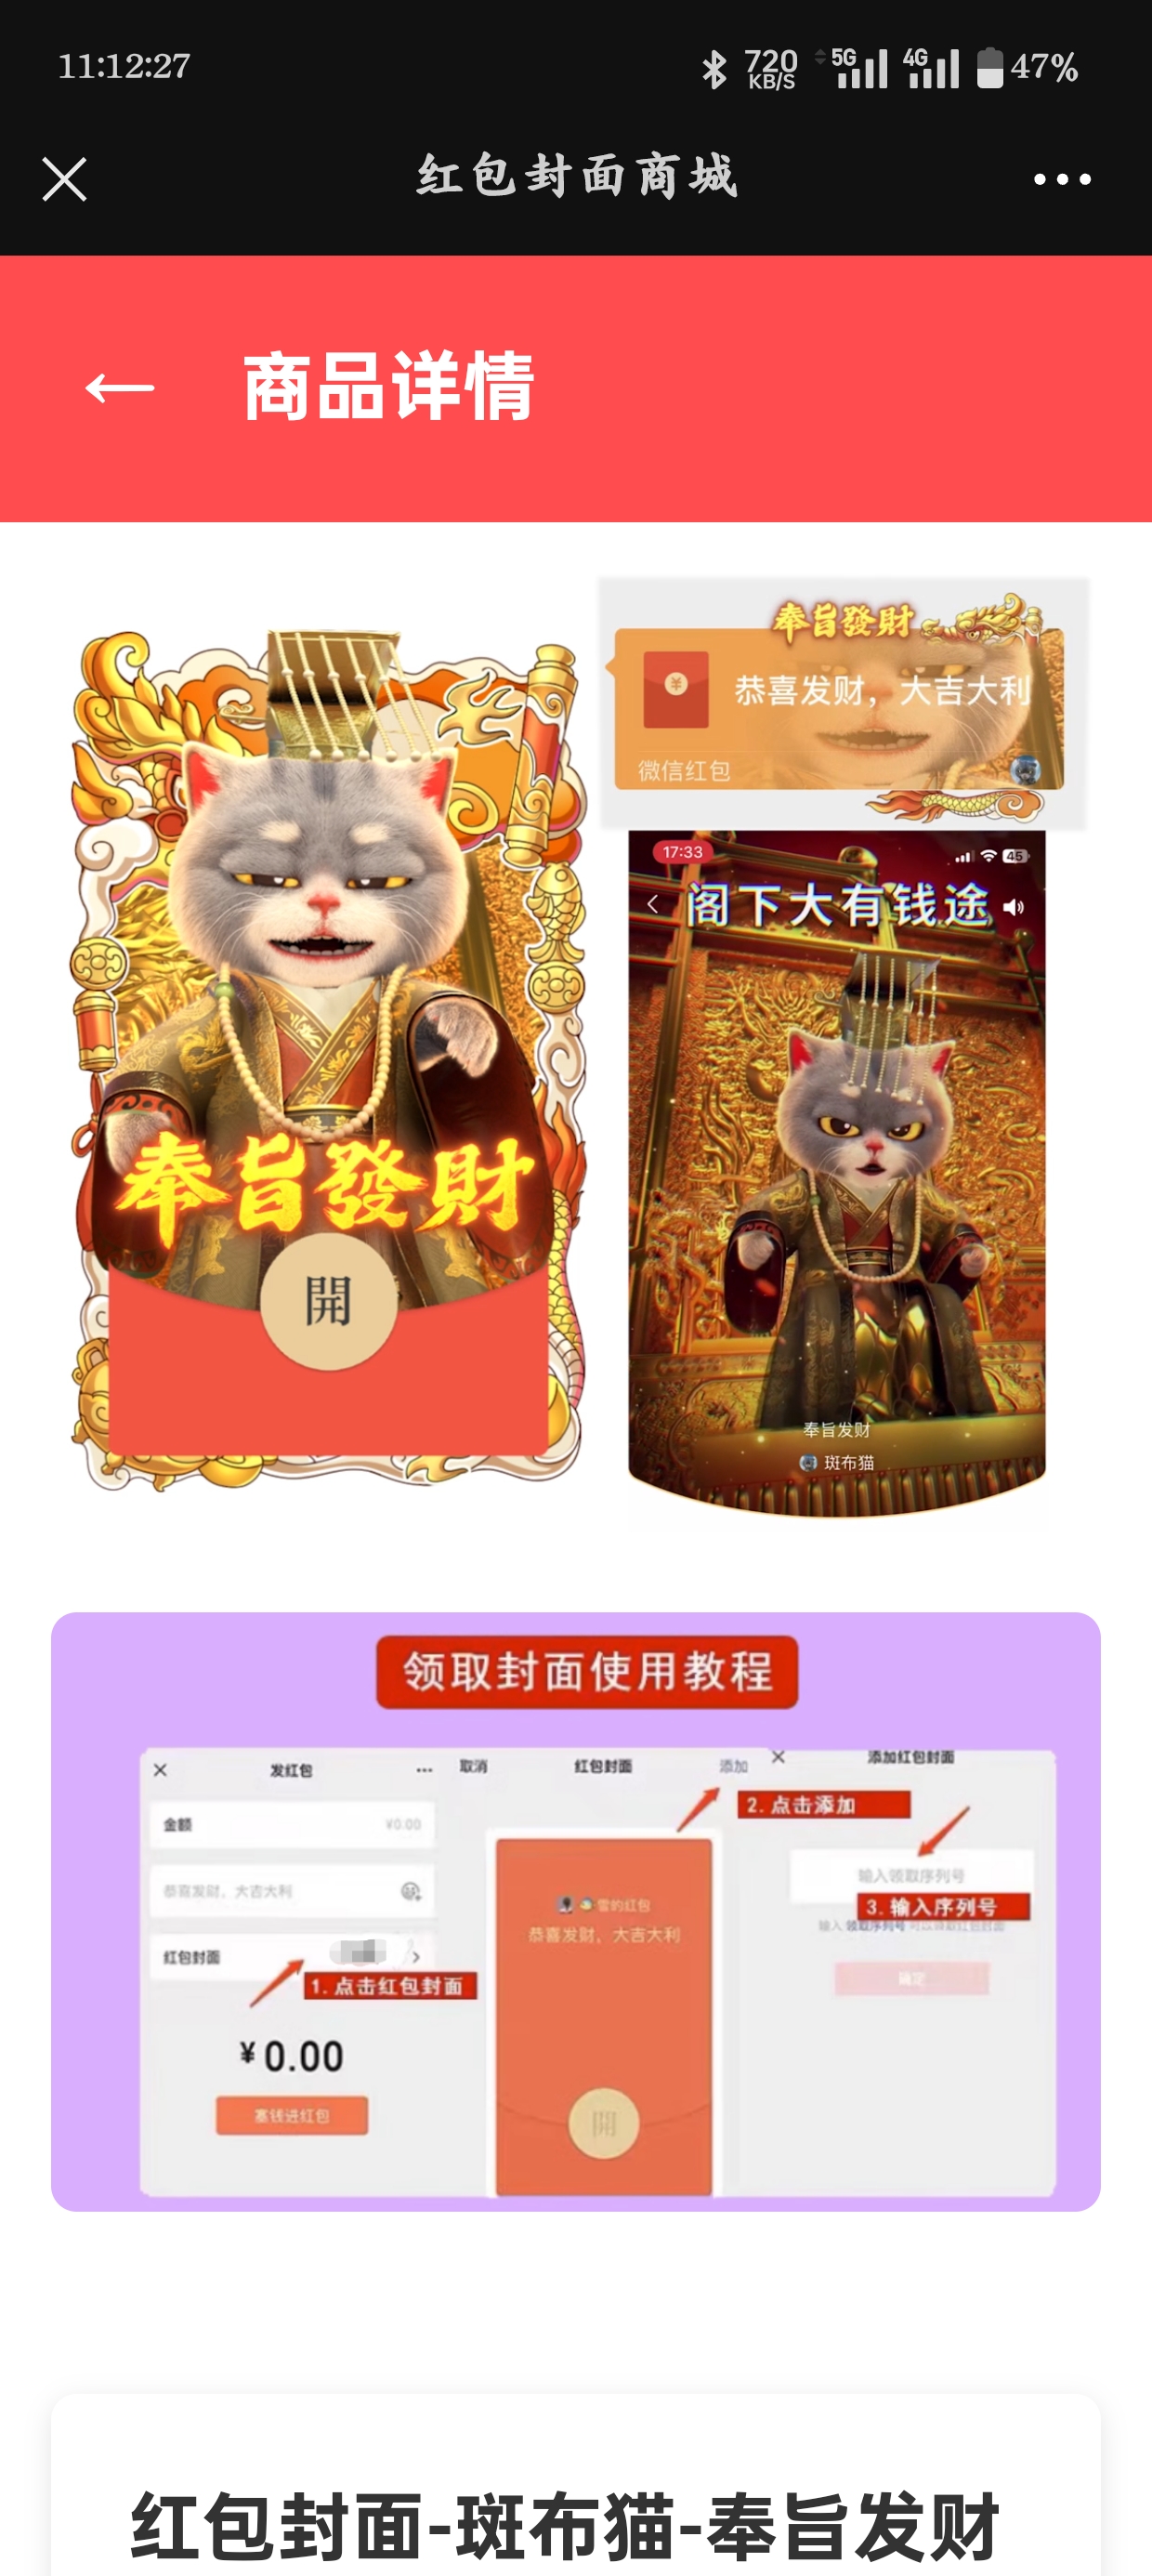 11:12:27
720
KB/S
5G
4G
47%
红包封面商城
← 商品详情
奉旨發財
恭喜发财，大吉大利
微信红包
17:33
45
阁下大有钱途
奉旨發財
開
奉旨发财
斑布猫
领取封面使用教程
发红包
取消
红包封面
添加
添加红包封面
金额
¥0.00
2. 点击添加
恭喜发财，大吉大利
输入领取序列号
雪的红包
3. 输入序列号
恭喜发财，大吉大利
输入 领取序列号 可以领取红包封面
红包封面
1. 点击红包封面
确定
¥0.00
塞钱进红包
開
红包封面-斑布猫-奉旨发财